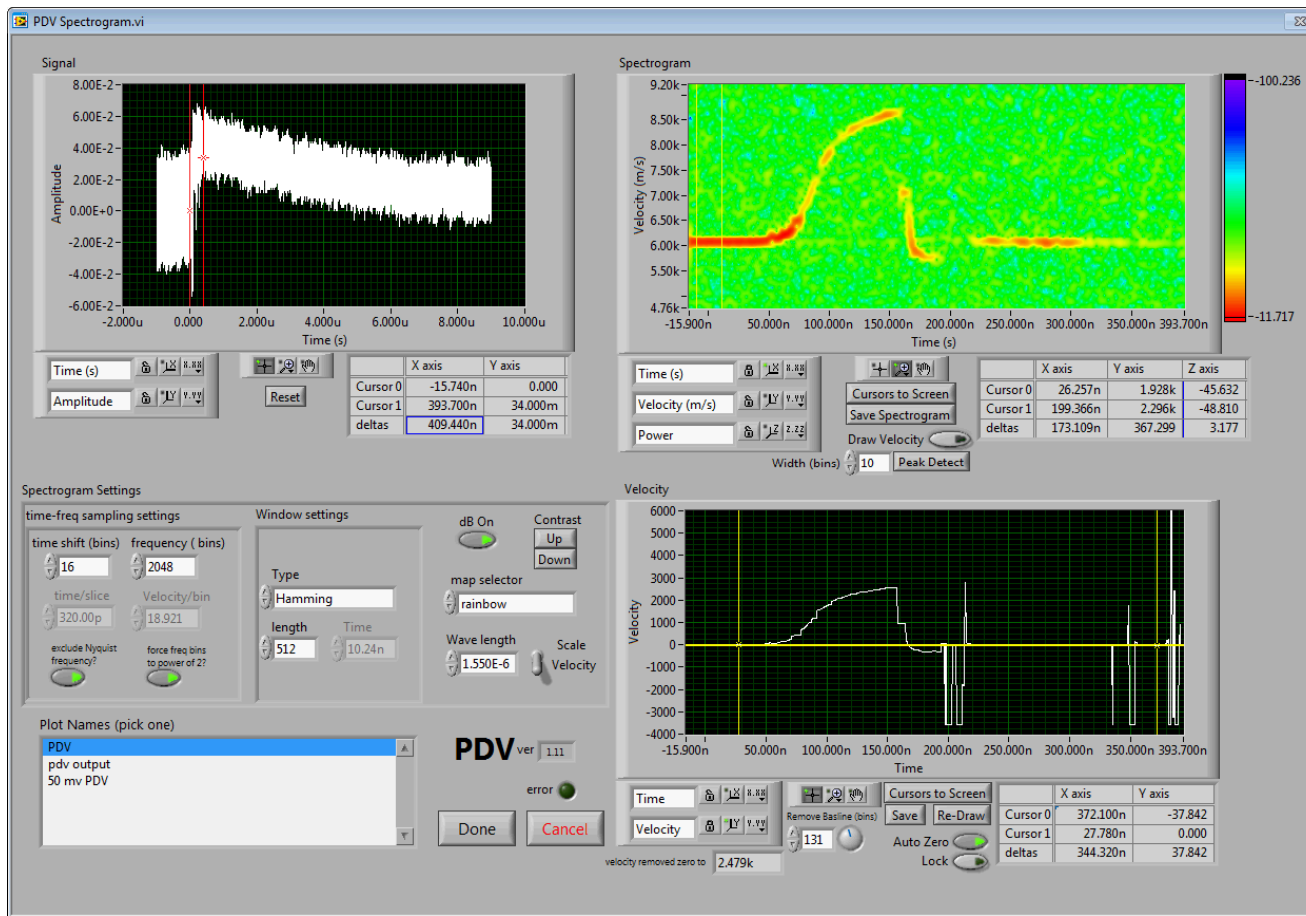 PDV Spectrogram.vi
Signal
8.00E-2
6.00E-2
4.00E-2
2.00E-2
0.00E+0
-2.00E-2
-4.00E-2
-6.00E-2
Amplitude
-2.000u 0.000 2.000u 4.000u 6.000u 8.000u 10.000u
Time (s)
Time (s)
Amplitude
Reset
X axis Y axis
Cursor 0 -15.740n 0.000
Cursor 1 393.700n 34.000m
deltas 409.440n 34.000m
Spectrogram
9.20k
8.50k
8.00k
7.50k
7.00k
6.50k
6.00k
5.50k
4.76k
Velocity (m/s)
-15.900n 50.000n 100.000n 150.000n 200.000n 250.000n 300.000n 393.700n
Time (s)
-100.236
-11.717
Time (s)
Velocity (m/s)
Power
Cursors to Screen
Save Spectrogram
Draw Velocity
Width (bins) 10 Peak Detect
X axis Y axis Z axis
Cursor 0 26.257n 1.928k -45.632
Cursor 1 199.366n 2.296k -48.810
deltas 173.109n 367.299 3.177
Spectrogram Settings
time-freq sampling settings
time shift (bins) frequency ( bins)
16 2048
time/slice Velocity/bin
320.00p 18.921
exclude Nyquist frequency?
force freq bins to power of 2?
Window settings
Type
Hamming
length Time
512 10.24n
dB On
Contrast
Up
Down
map selector
rainbow
Wave length
1.550E-6
Scale
Velocity
Plot Names (pick one)
PDV
pdv output
50 mv PDV
PDV ver 1.11
error
Done Cancel
Velocity
6000
5000
4000
3000
2000
1000
0
-1000
-2000
-3000
-4000
Velocity
-15.900n 50.000n 100.000n 150.000n 200.000n 250.000n 300.000n 350.000n 393.700n
Time
Time
Velocity
velocity removed zero to 2.479k
Remove Basline (bins)
131
Cursors to Screen
Save Re-Draw
Auto Zero
Lock
X axis Y axis
Cursor 0 372.100n -37.842
Cursor 1 27.780n 0.000
deltas 344.320n 37.842